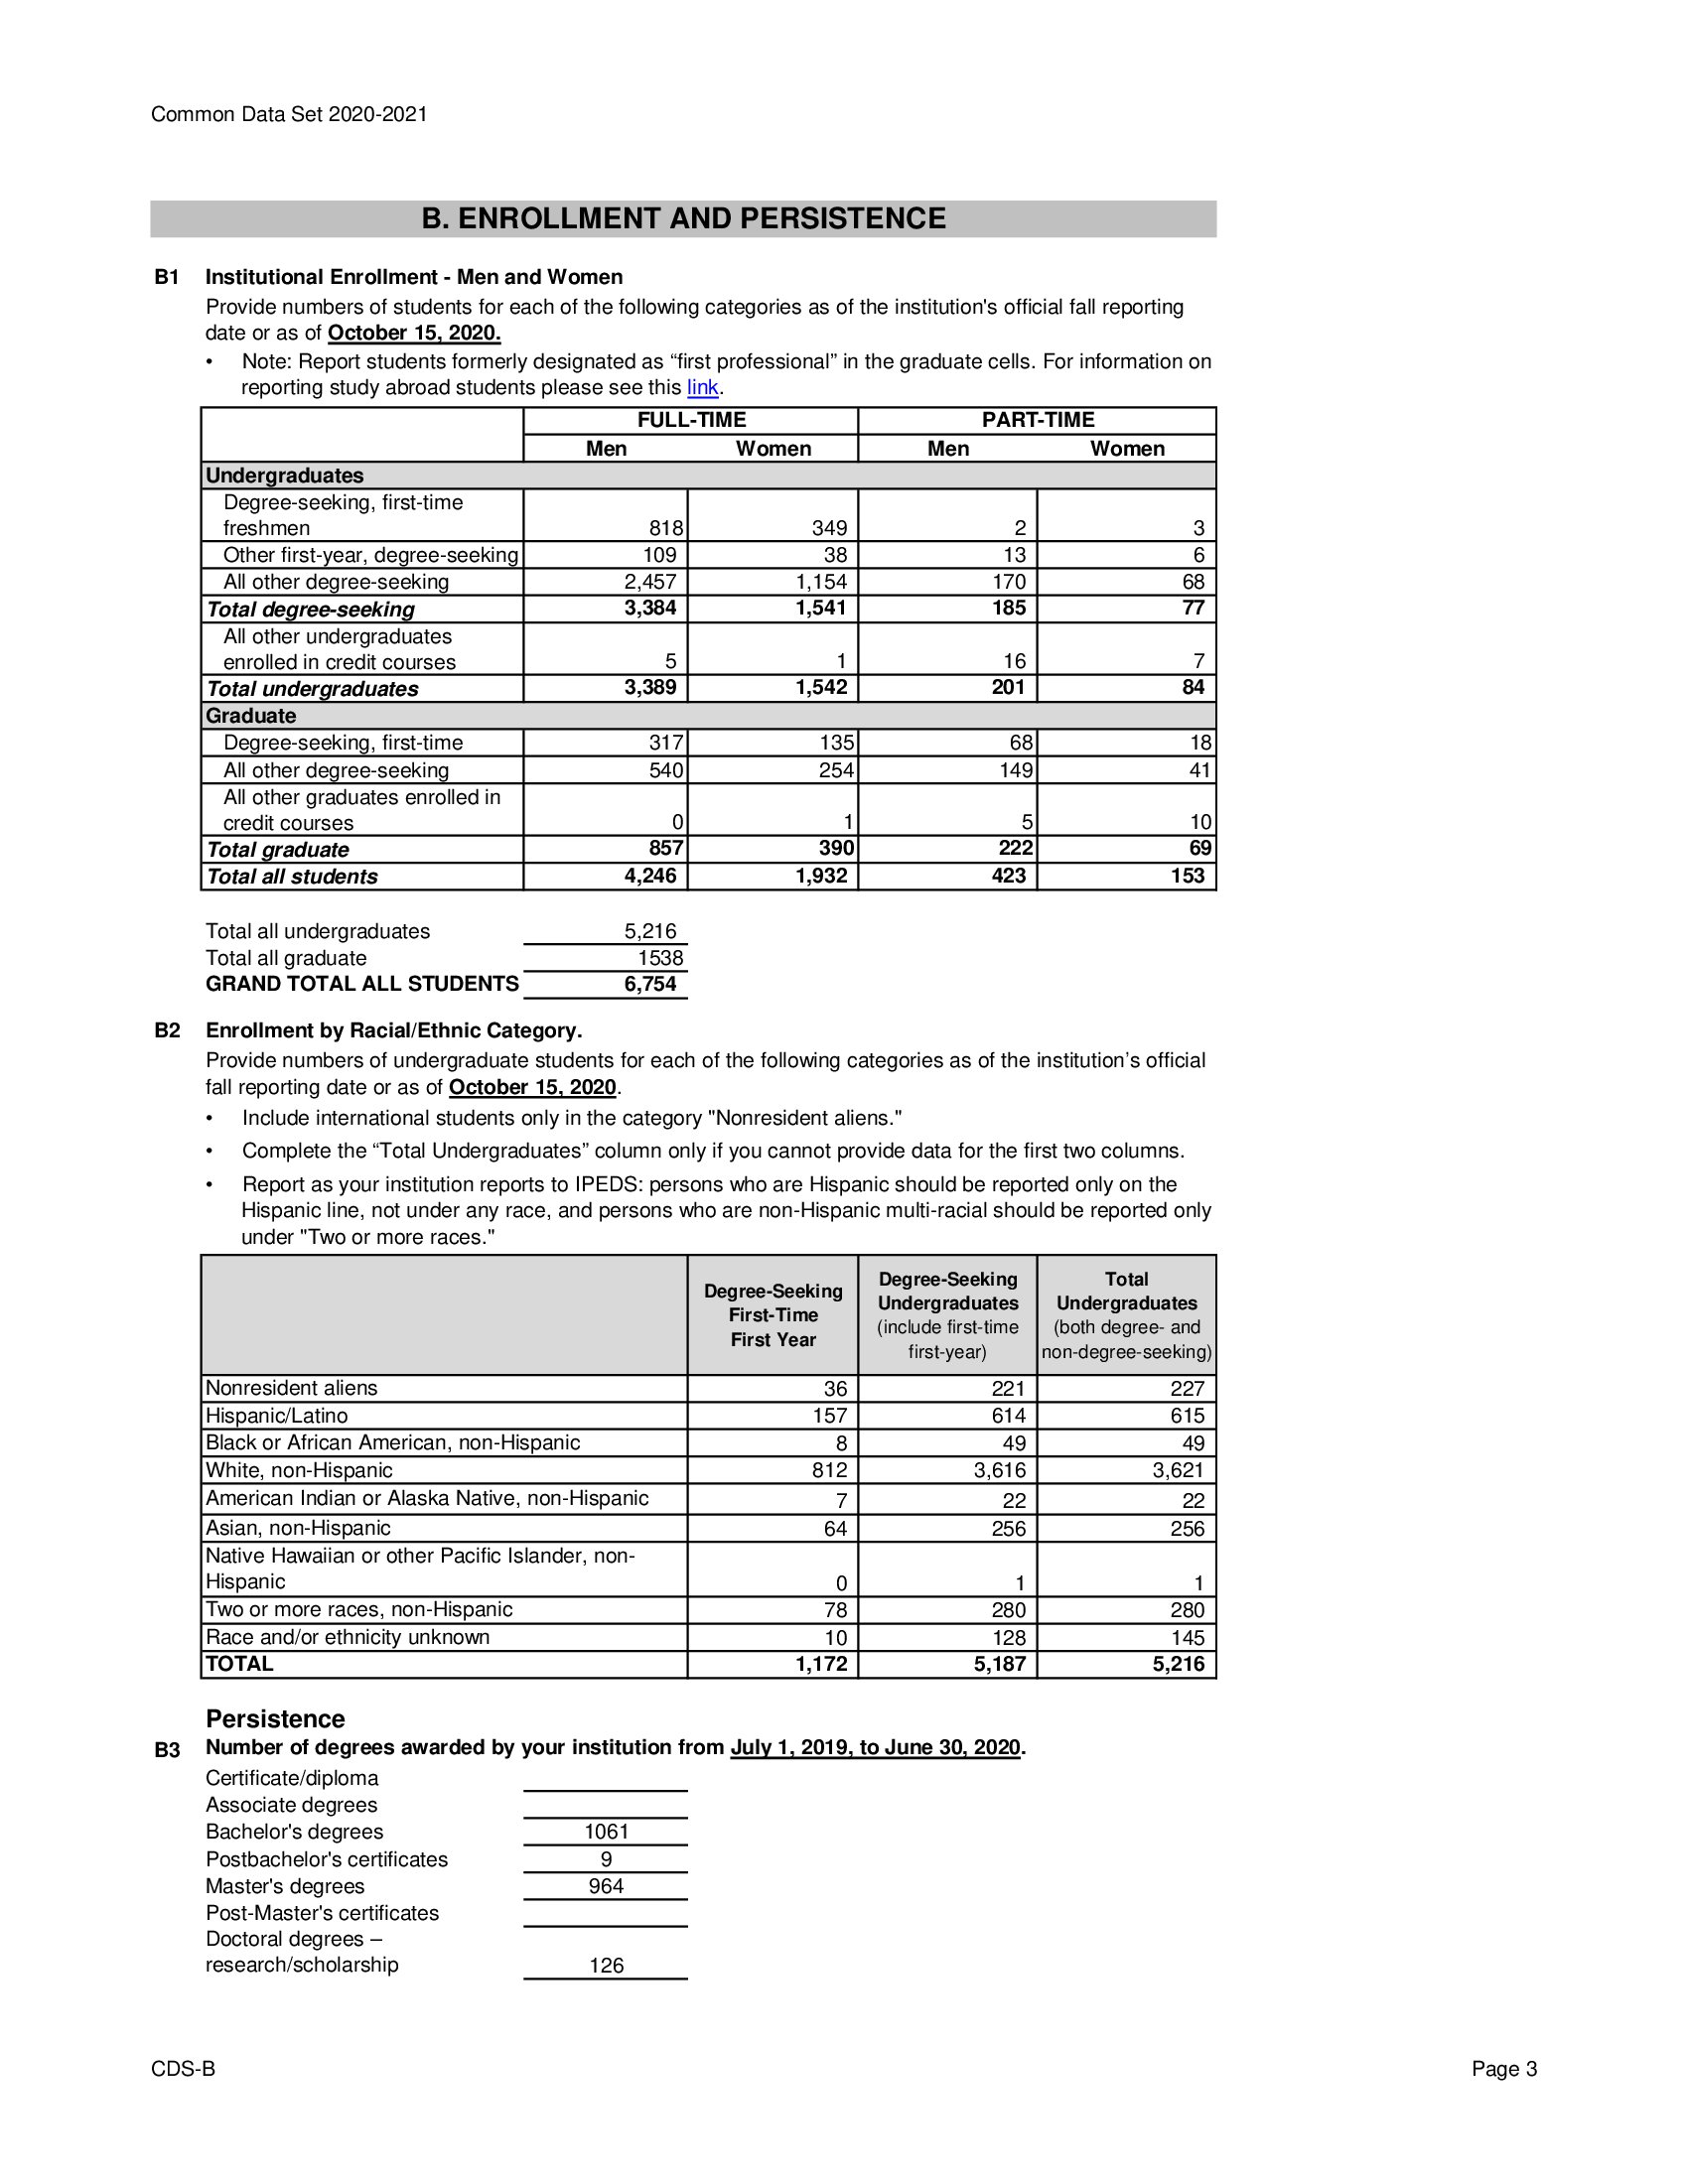 Common Data Set 2020-2021
B. ENROLLMENT AND PERSISTENCE
B1 Institutional Enrollment - Men and Women
Provide numbers of students for each of the following categories as of the institution's official fall reporting
date or as of October 15, 2020.
• Note: Report students formerly designated as “first professional” in the graduate cells. For information on
reporting study abroad students please see this link.
FULL-TIME PART-TIME
Men Women Men Women
Undergraduates
Degree-seeking, first-time
freshmen 818 349 2 3
Other first-year, degree-seeking 109 38 13 6
All other degree-seeking 2,457 1,154 170 68
Total degree-seeking 3,384 1,541 185 77
All other undergraduates
enrolled in credit courses 5 1 16 7
Total undergraduates 3,389 1,542 201 84
Graduate
Degree-seeking, first-time 317 135 68 18
All other degree-seeking 540 254 149 41
All other graduates enrolled in
credit courses 0 1 5 10
Total graduate 857 390 222 69
Total all students 4,246 1,932 423 153
Total all undergraduates 5,216
Total all graduate 1538
GRAND TOTAL ALL STUDENTS 6,754
B2 Enrollment by Racial/Ethnic Category.
Provide numbers of undergraduate students for each of the following categories as of the institution’s official
fall reporting date or as of October 15, 2020.
• Include international students only in the category "Nonresident aliens."
• Complete the “Total Undergraduates” column only if you cannot provide data for the first two columns.
• Report as your institution reports to IPEDS: persons who are Hispanic should be reported only on the
Hispanic line, not under any race, and persons who are non-Hispanic multi-racial should be reported only
under "Two or more races."
Degree-Seeking
First-Time
First Year
Degree-Seeking
Undergraduates
(include first-time
first-year)
Total
Undergraduates
(both degree- and
non-degree-seeking)
Nonresident aliens 36 221 227
Hispanic/Latino 157 614 615
Black or African American, non-Hispanic 8 49 49
White, non-Hispanic 812 3,616 3,621
American Indian or Alaska Native, non-Hispanic 7 22 22
Asian, non-Hispanic 64 256 256
Native Hawaiian or other Pacific Islander, non-
Hispanic 0 1 1
Two or more races, non-Hispanic 78 280 280
Race and/or ethnicity unknown 10 128 145
TOTAL 1,172 5,187 5,216
Persistence
B3 Number of degrees awarded by your institution from July 1, 2019, to June 30, 2020.
Certificate/diploma
Associate degrees
Bachelor's degrees 1061
Postbachelor's certificates 9
Master's degrees 964
Post-Master's certificates
Doctoral degrees –
research/scholarship 126
CDS-B Page 3